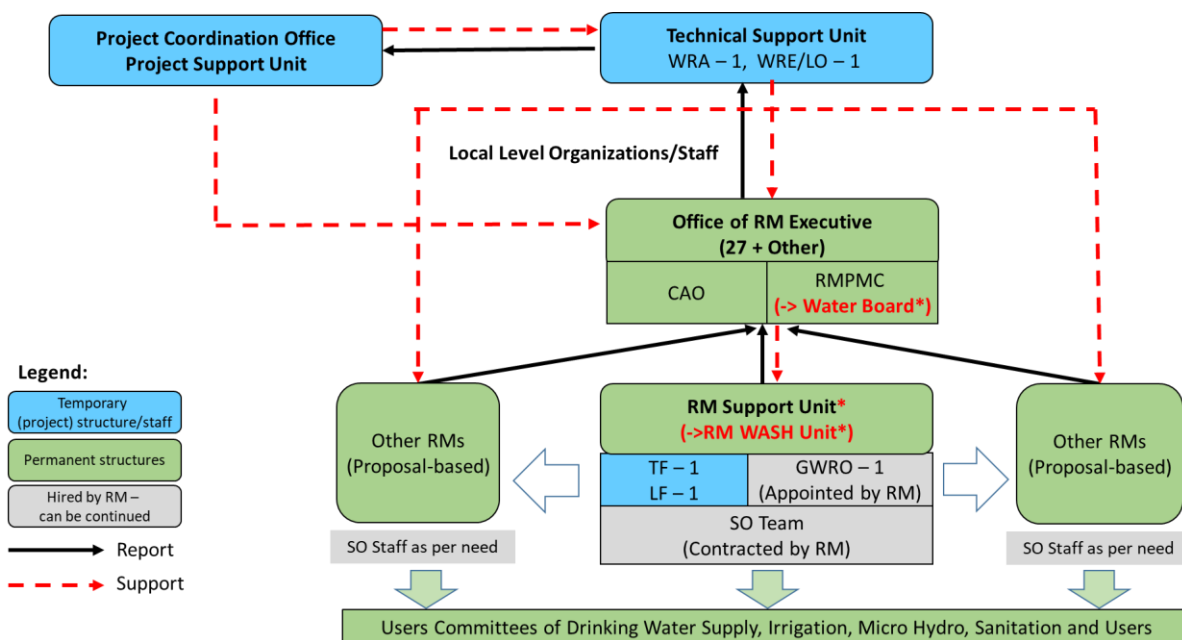 Project Coordination Office
Project Support Unit
Technical Support Unit
WRA – 1,  WRE/LO – 1
Local Level Organizations/Staff
Office of RM Executive
(27 + Other)
CAO
RMPMC
(-> Water Board*)
Legend:
Temporary
(project) structure/staff
Permanent structures
Hired by RM –
can be continued
Report
Support
Other RMs
(Proposal-based)
SO Staff as per need
RM Support Unit*
(->RM WASH Unit*)
TF – 1
LF – 1
GWRO – 1
(Appointed by RM)
SO Team
(Contracted by RM)
Other RMs
(Proposal-based)
SO Staff as per need
Users Committees of Drinking Water Supply, Irrigation, Micro Hydro, Sanitation and Users